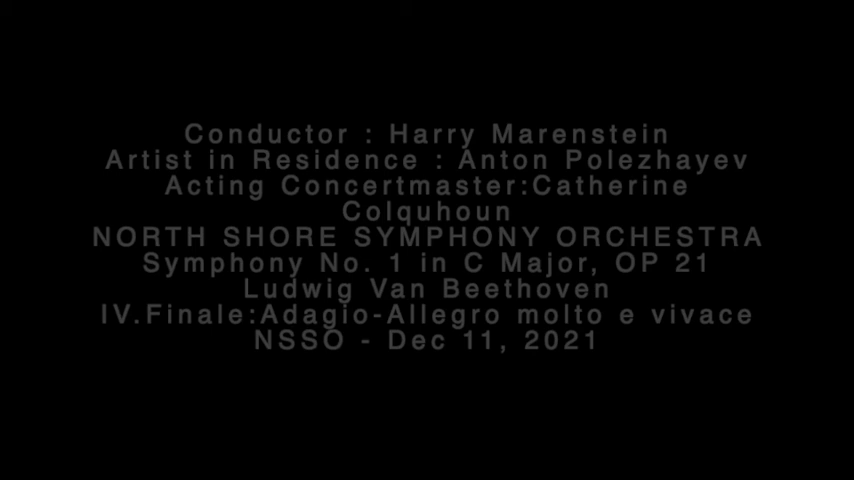 Conductor : Harry Marenstein
Artist in Residence : Anton Polezhayev
Acting Concertmaster:Catherine
Colquhoun
NORTH SHORE SYMPHONY ORCHESTRA
Symphony No. 1 in C Major, OP 21
Ludwig Van Beethoven
IV.Finale:Adagio-Allegro molto e vivace
NSSO - Dec 11, 2021